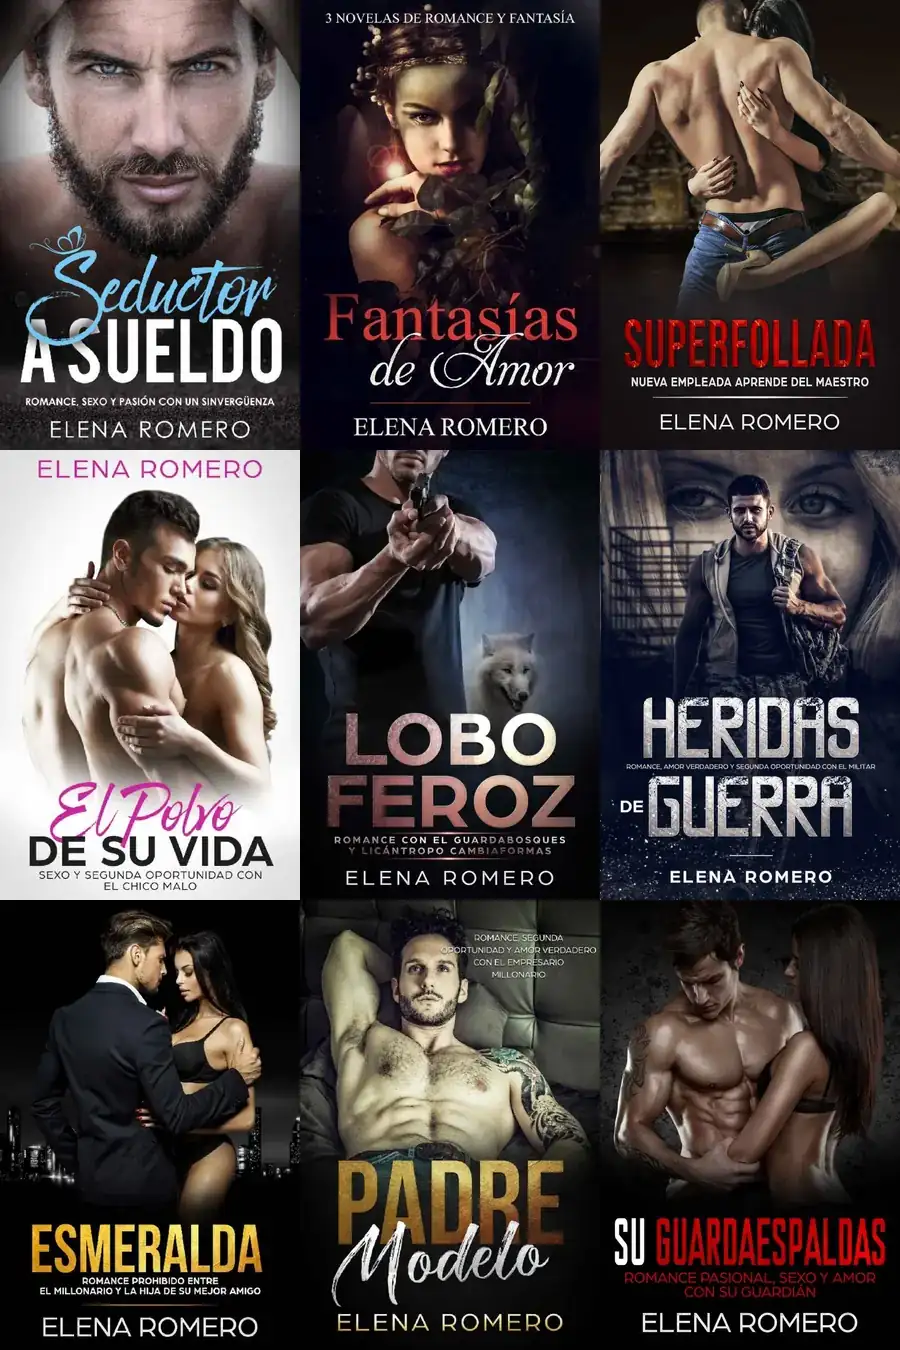 Seductor
A SUELDO
ROMANCE, SEXO Y PASIÓN CON UN SINVERGÜENZA
ELENA ROMERO
3 NOVELAS DE ROMANCE Y FANTASÍA
Fantasías
de Amor
ELENA ROMERO
SUPERFOLLADA
NUEVA EMPLEADA APRENDE DEL MAESTRO
ELENA ROMERO
ELENA ROMERO
El Polvo
DE SU VIDA
SEXO Y SEGUNDA OPORTUNIDAD CON
EL CHICO MALO
LOBO
FEROZ
ROMANCE CON EL GUARDABOSQUES
Y LICÁNTROPO CAMBIAFORMAS
ELENA ROMERO
HERIDAS
ROMANCE, AMOR VERDADERO Y SEGUNDA OPORTUNIDAD CON EL MILITAR
DE GUERRA
ELENA ROMERO
ESMERALDA
ROMANCE PROHIBIDO ENTRE
EL MILLONARIO Y LA HIJA DE SU MEJOR AMIGO
ELENA ROMERO
ROMANCE, SEGUNDA
OPORTUNIDAD Y AMOR VERDADERO
CON EL EMPRESARIO
MILLONARIO
PADRE
Modelo
ELENA ROMERO
SU GUARDAESPALDAS
ROMANCE PASIONAL, SEXO Y AMOR
CON SU GUARDIÁN
ELENA ROMERO